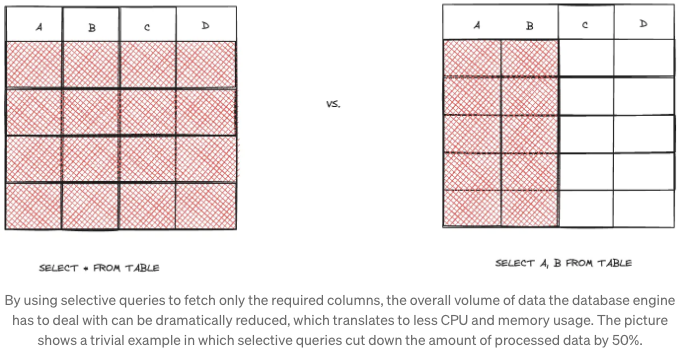 A B C D
A B C D
VS.
SELECT * FROM TABLE
SELECT A, B FROM TABLE
By using selective queries to fetch only the required columns, the overall volume of data the database engine
has to deal with can be dramatically reduced, which translates to less CPU and memory usage. The picture
shows a trivial example in which selective queries cut down the amount of processed data by 50%.